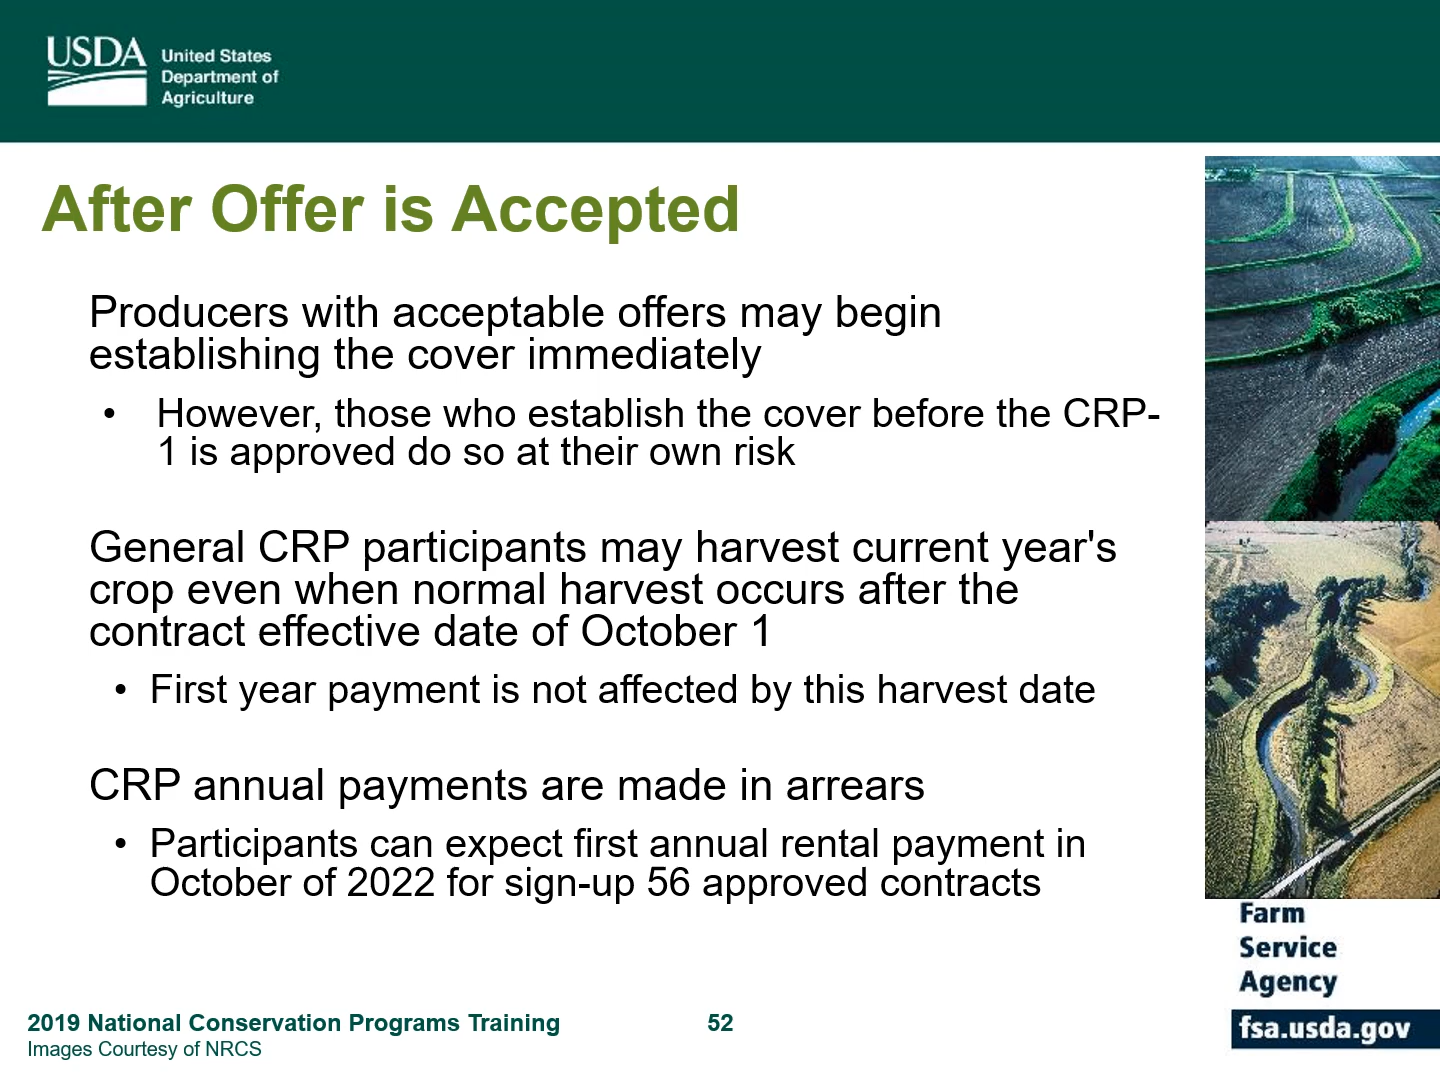 USDA
United States
Department of
Agriculture
After Offer is Accepted
Producers with acceptable offers may begin
establishing the cover immediately
• However, those who establish the cover before the CRP-
1 is approved do so at their own risk
General CRP participants may harvest current year's
crop even when normal harvest occurs after the
contract effective date of October 1
• First year payment is not affected by this harvest date
CRP annual payments are made in arrears
• Participants can expect first annual rental payment in
October of 2022 for sign-up 56 approved contracts
Farm
Service
Agency
fsa.usda.gov
2019 National Conservation Programs Training
52
Images Courtesy of NRCS